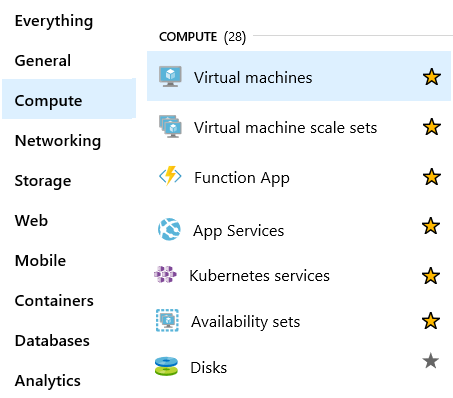 Everything
General
Compute
Networking
Storage
Web
Mobile
Containers
Databases
Analytics
COMPUTE (28)
Virtual machines
Virtual machine scale sets
Function App
App Services
Kubernetes services
Availability sets
Disks